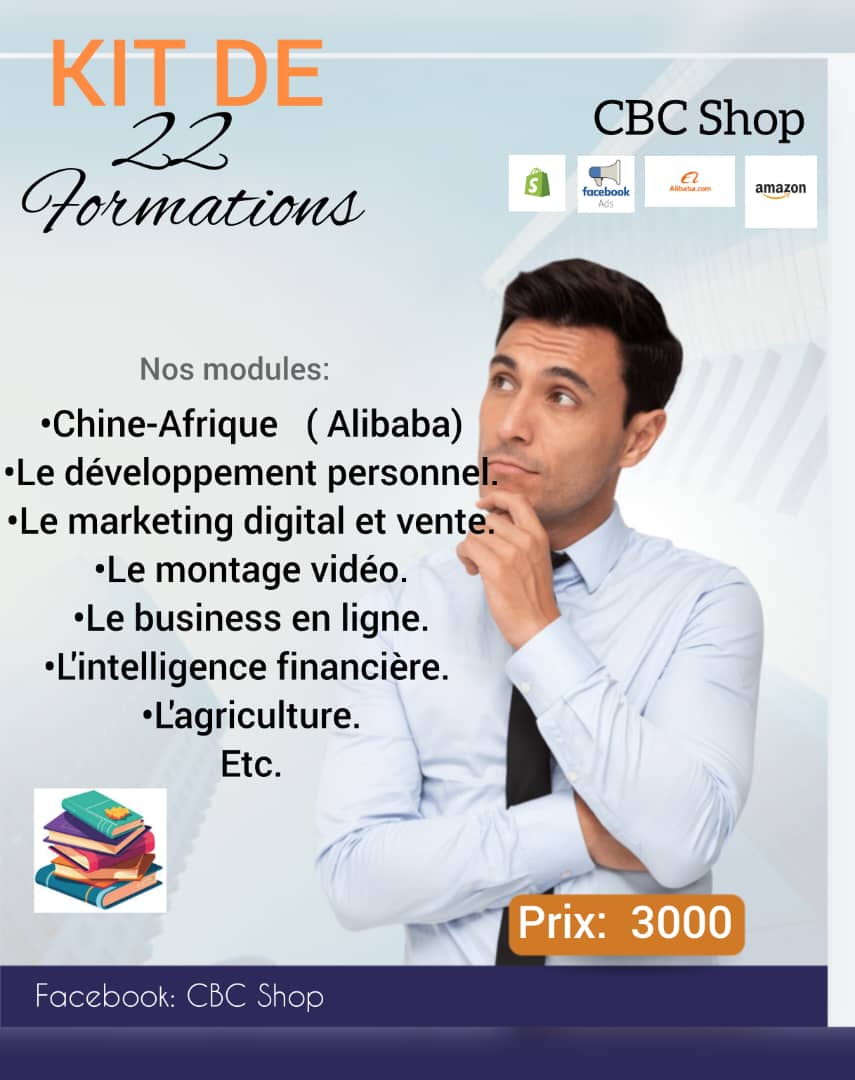 KIT DE
22
Formations
CBC Shop
facebook
Ads
Alibaba.com
amazon
Nos modules:
•Chine-Afrique ( Alibaba)
•Le développement personnel.
•Le marketing digital et vente.
•Le montage vidéo.
•Le business en ligne.
•L'intelligence financière.
•L'agriculture.
Etc.
Prix: 3000
Facebook: CBC Shop